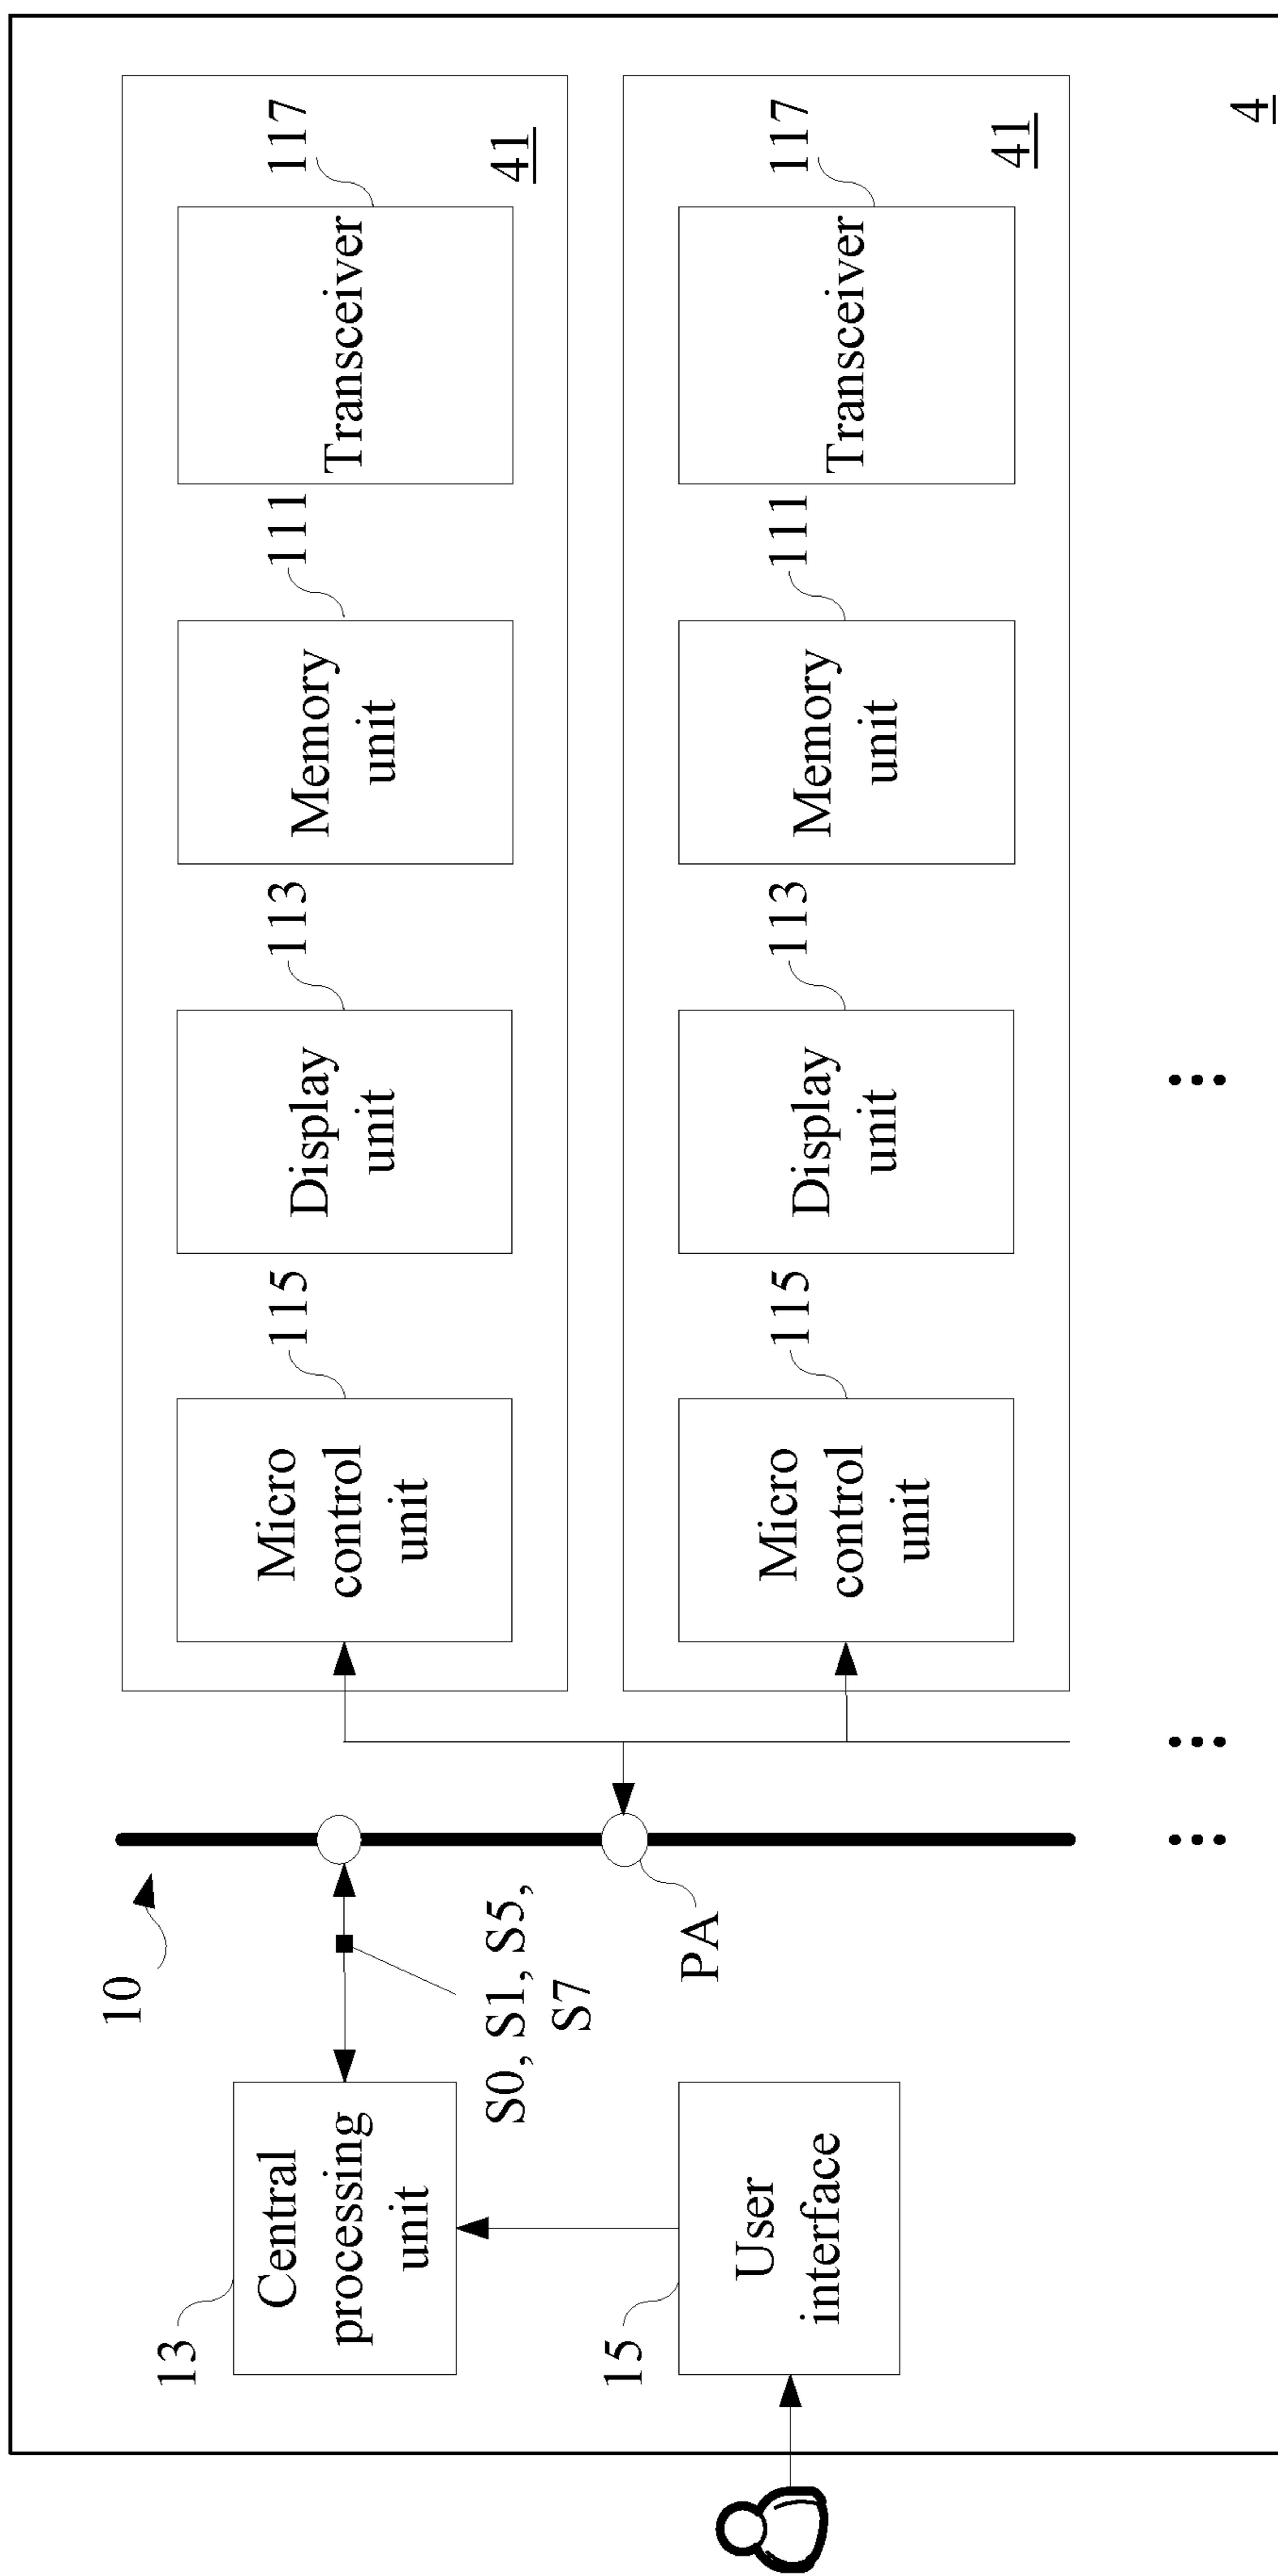 10
13
Central
processing
unit
S0, S1, S5,
S7
PA
15
User
interface
115
Micro
control
unit
113
Display
unit
111
Memory
unit
117
Transceiver
41
115
Micro
control
unit
113
Display
unit
111
Memory
unit
117
Transceiver
41
4